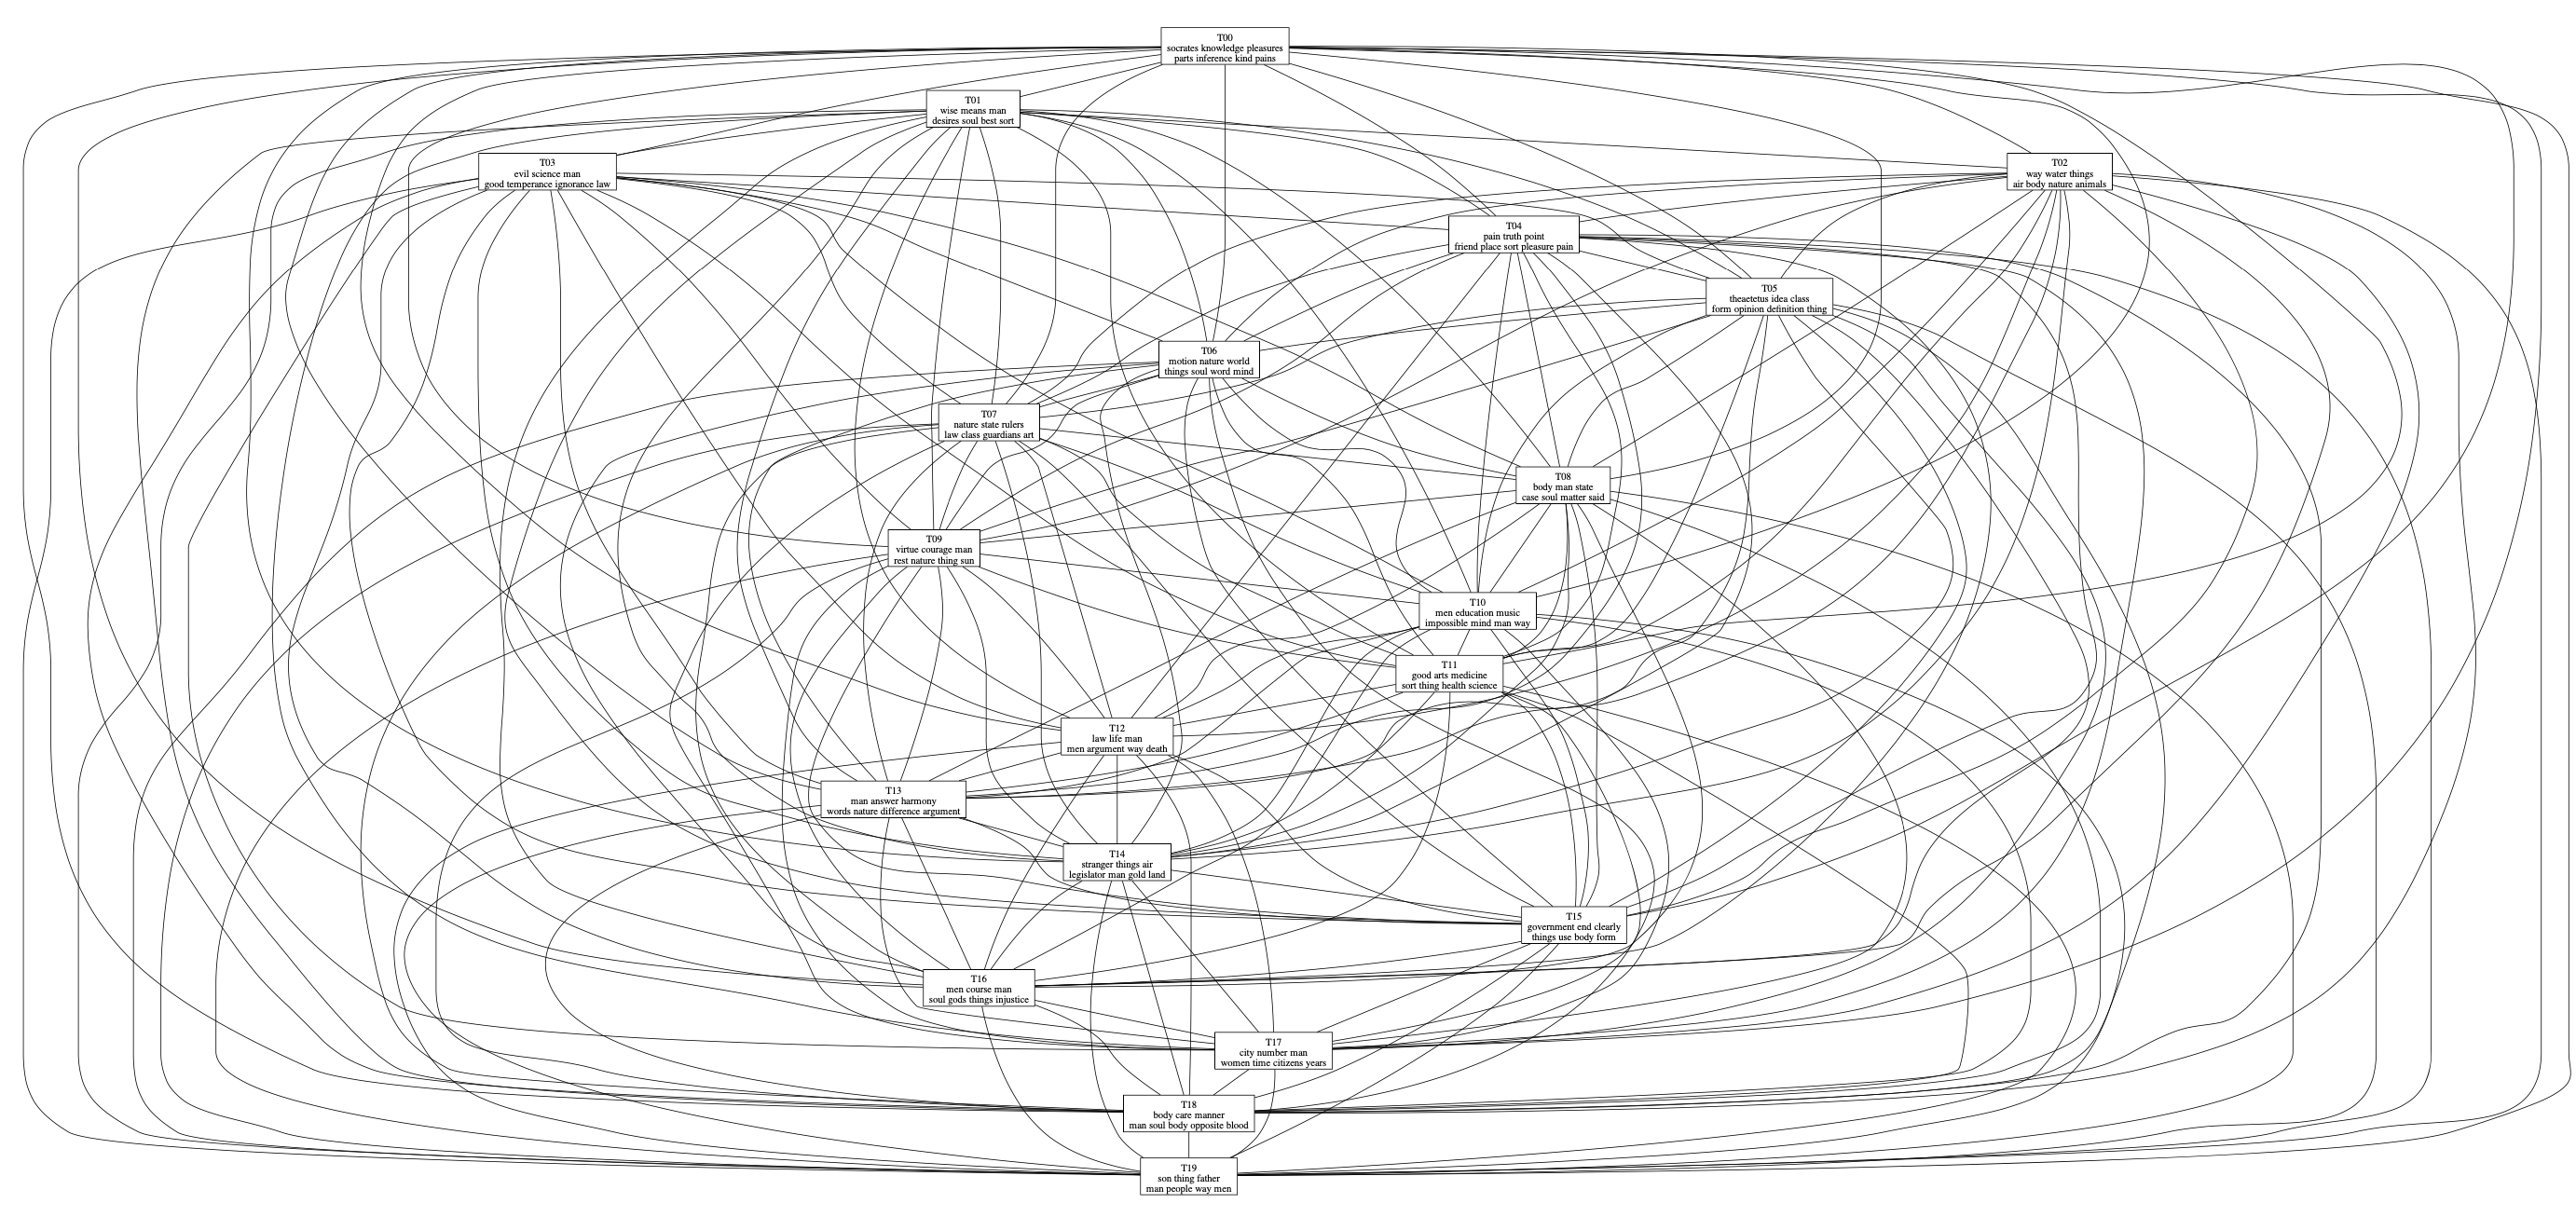 T00
socrates knowledge pleasures
parts inference kind pains
T01
wise means man
desires soul best sort
T03
evil science man
good temperance ignorance law
T02
way water things
air body nature animals
T04
pain truth point
friend place sort pleasure pain
T05
theaetetus idea class
form opinion definition thing
T06
motion nature world
things soul word mind
T07
nature state rulers
law class guardians art
T08
body man state
case soul matter said
T09
virtue courage man
rest nature thing sun
T10
men education music
impossible mind man way
T11
good arts medicine
sort thing health science
T12
law life man
men argument way death
T13
man answer harmony
words nature difference argument
T14
stranger things air
legislator man gold land
T15
government end clearly
things use body form
T16
men course man
soul gods things injustice
T17
city number man
women time citizens years
T18
body care manner
man soul body opposite blood
T19
son thing father
man people way men